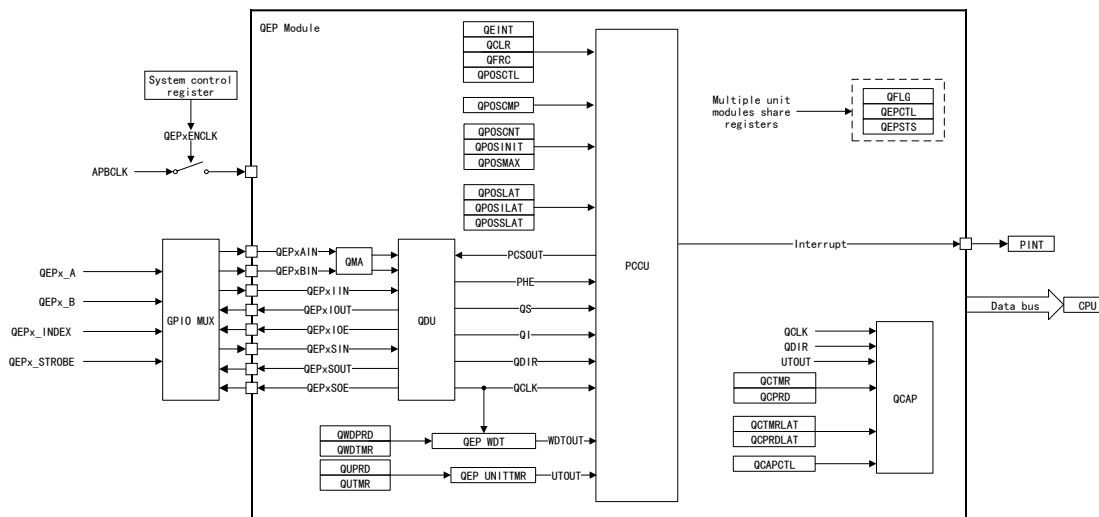 QEP Module
System control
register
QEPxENCLK
APBCLK
QEINT
QCLR
QFRC
QPOSCTL
QPOSCMP
QPOSCNT
QPOSINIT
QPOSMAX
QPOSLAT
QPOSILAT
QPOSSLAT
Multiple unit
modules share
registers
QFLG
QEPCTL
QEPSTS
QEPx_A
QEPx_B
QEPx_INDEX
QEPx_STROBE
GPIO MUX
QEPxAIN
QEPxBIN
QEPxIIN
QEPxIOUT
QEPxIOE
QEPxSIN
QEPxSOUT
QEPxSOE
QMA
QDU
PCSOUT
PHE
QS
QI
QDIR
QCLK
PCCU
Interrupt
PINT
Data bus
CPU
QWDPRD
QWDTMR
QEP WDT
WDTOUT
QUPRD
QUTMR
QEP UNITTMR
UTOUT
QCLK
QDIR
UTOUT
QCTMR
QCPRD
QCTMRLAT
QCPRDLAT
QCAPCTL
QCAP